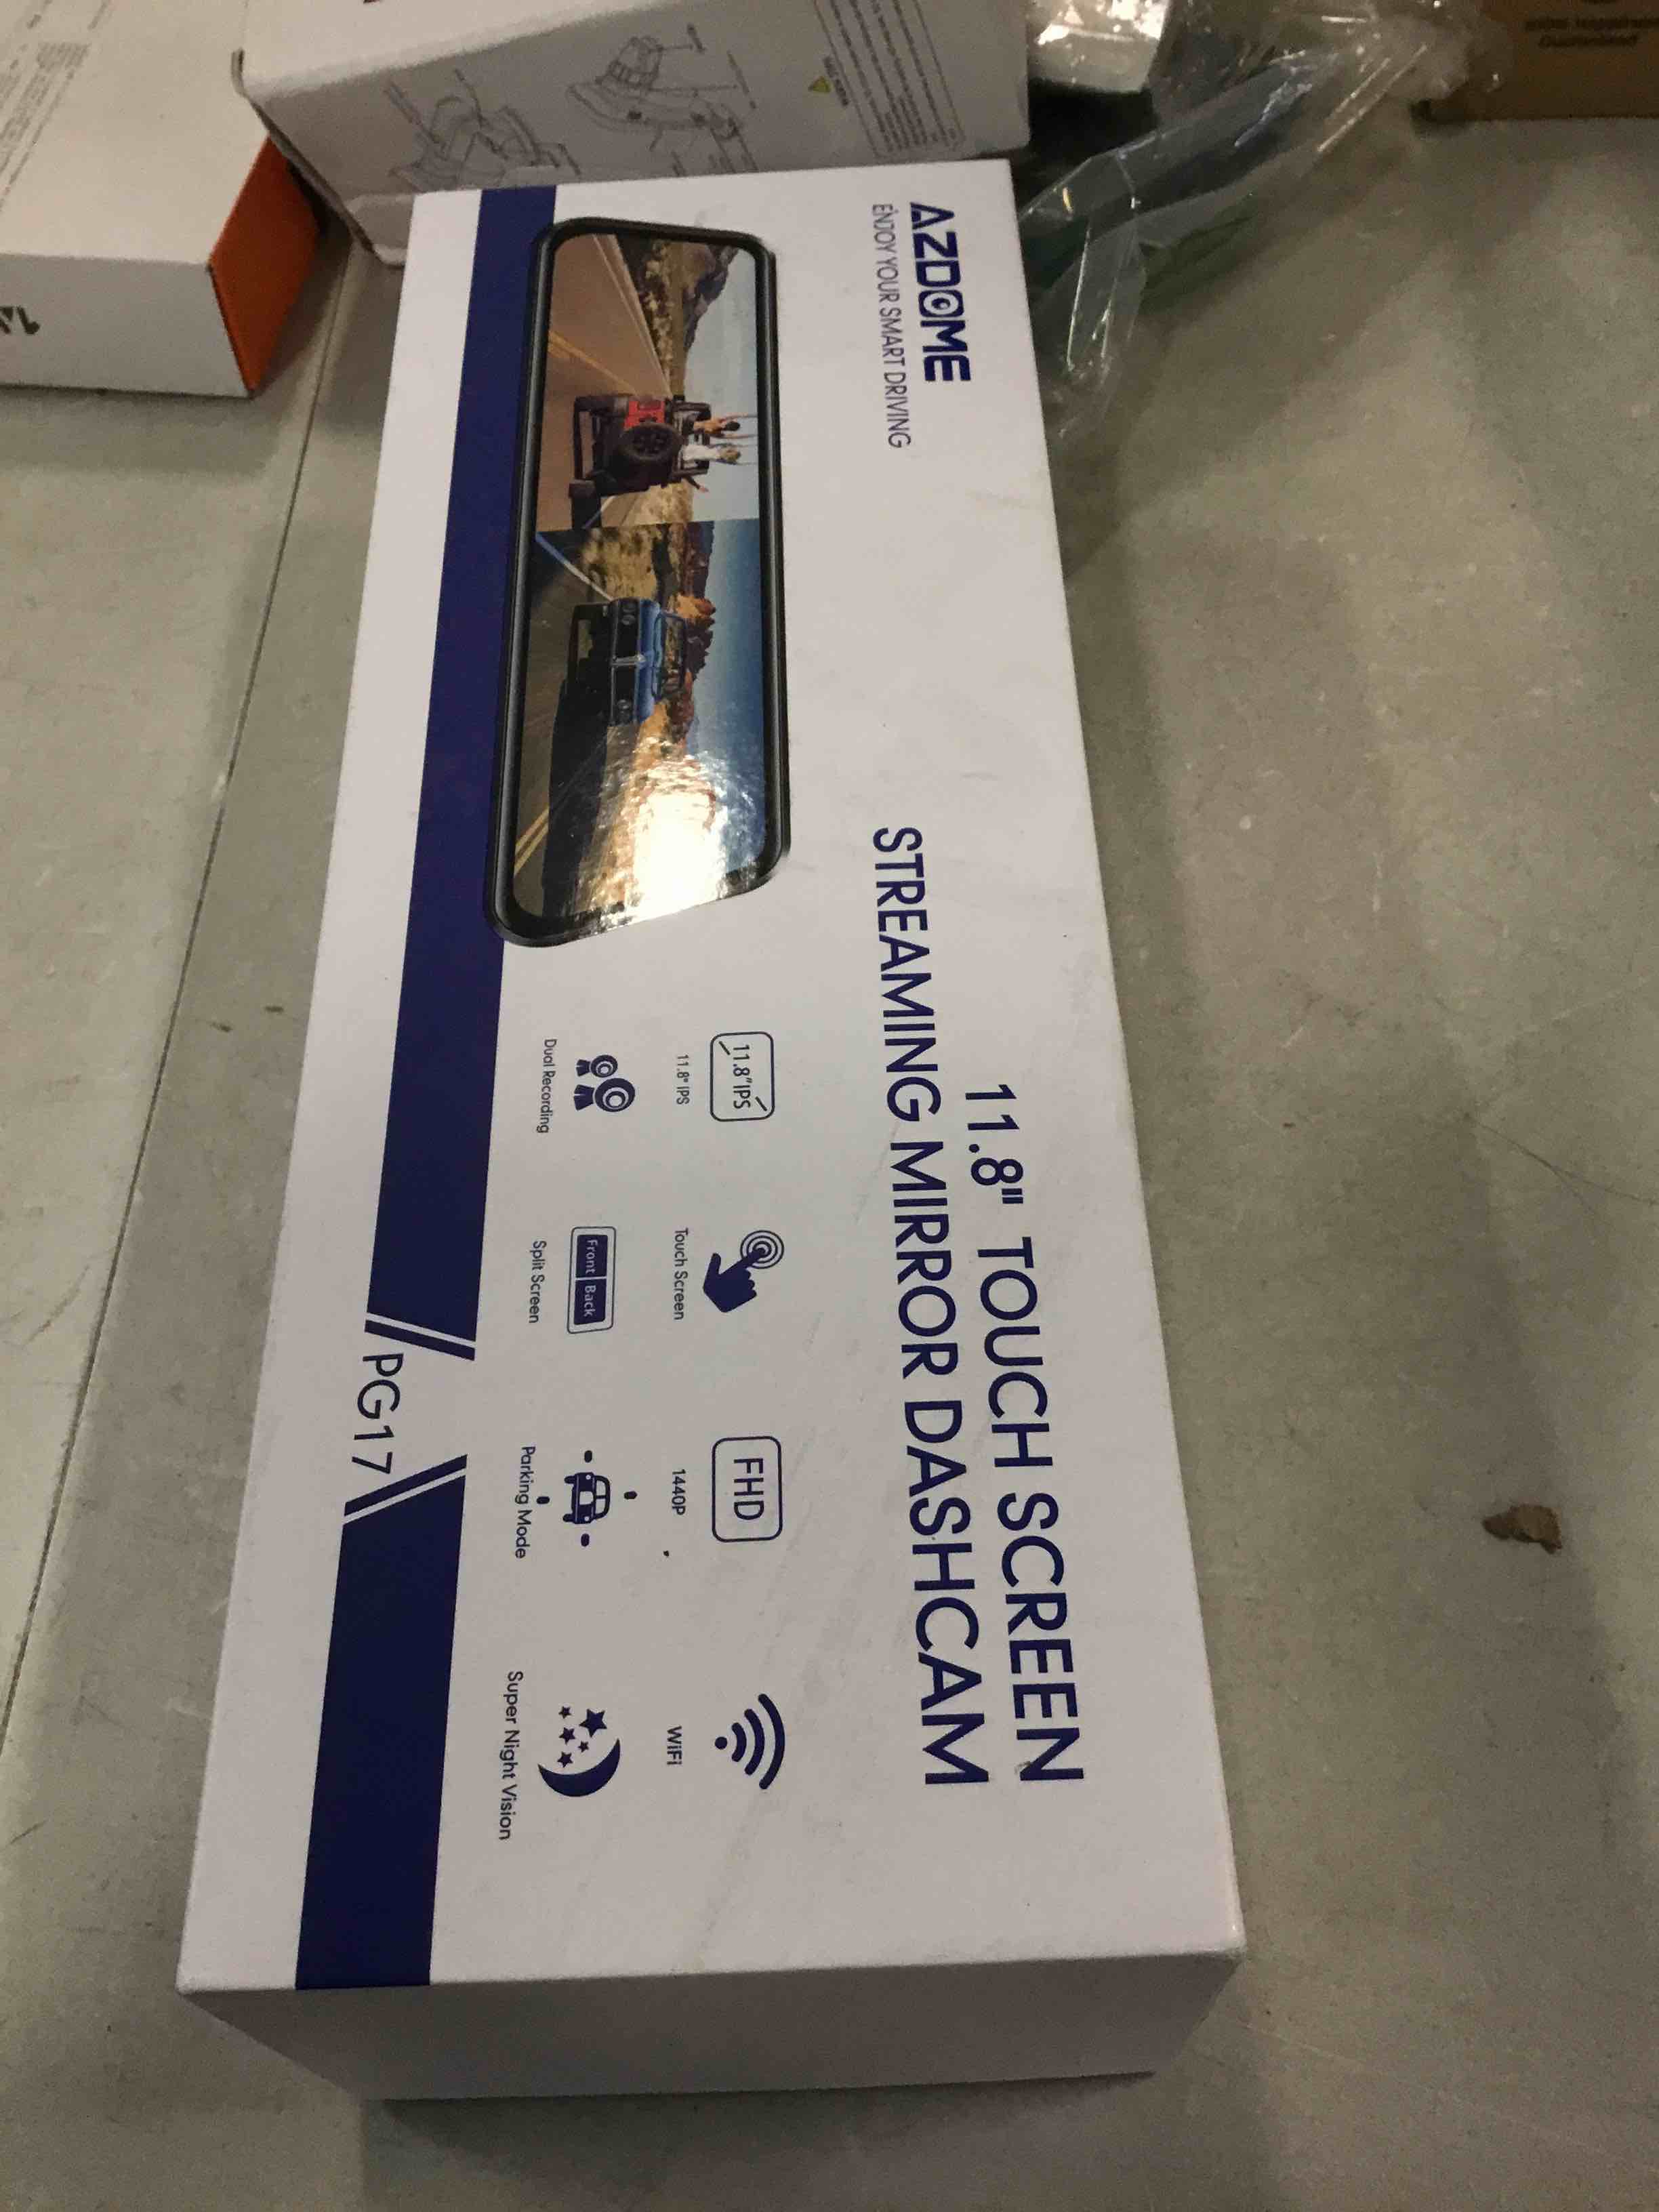 AZDOME
ENJOY YOUR SMART DRIVING
11.8" TOUCH SCREEN
STREAMING MIRROR DASHCAM
11.8"IPS
FHD
11.8" IPS
Touch Screen
1440P
WiFi
Front Back
Dual Recording
Split Screen
Parking Mode
Super Night Vision
PG17